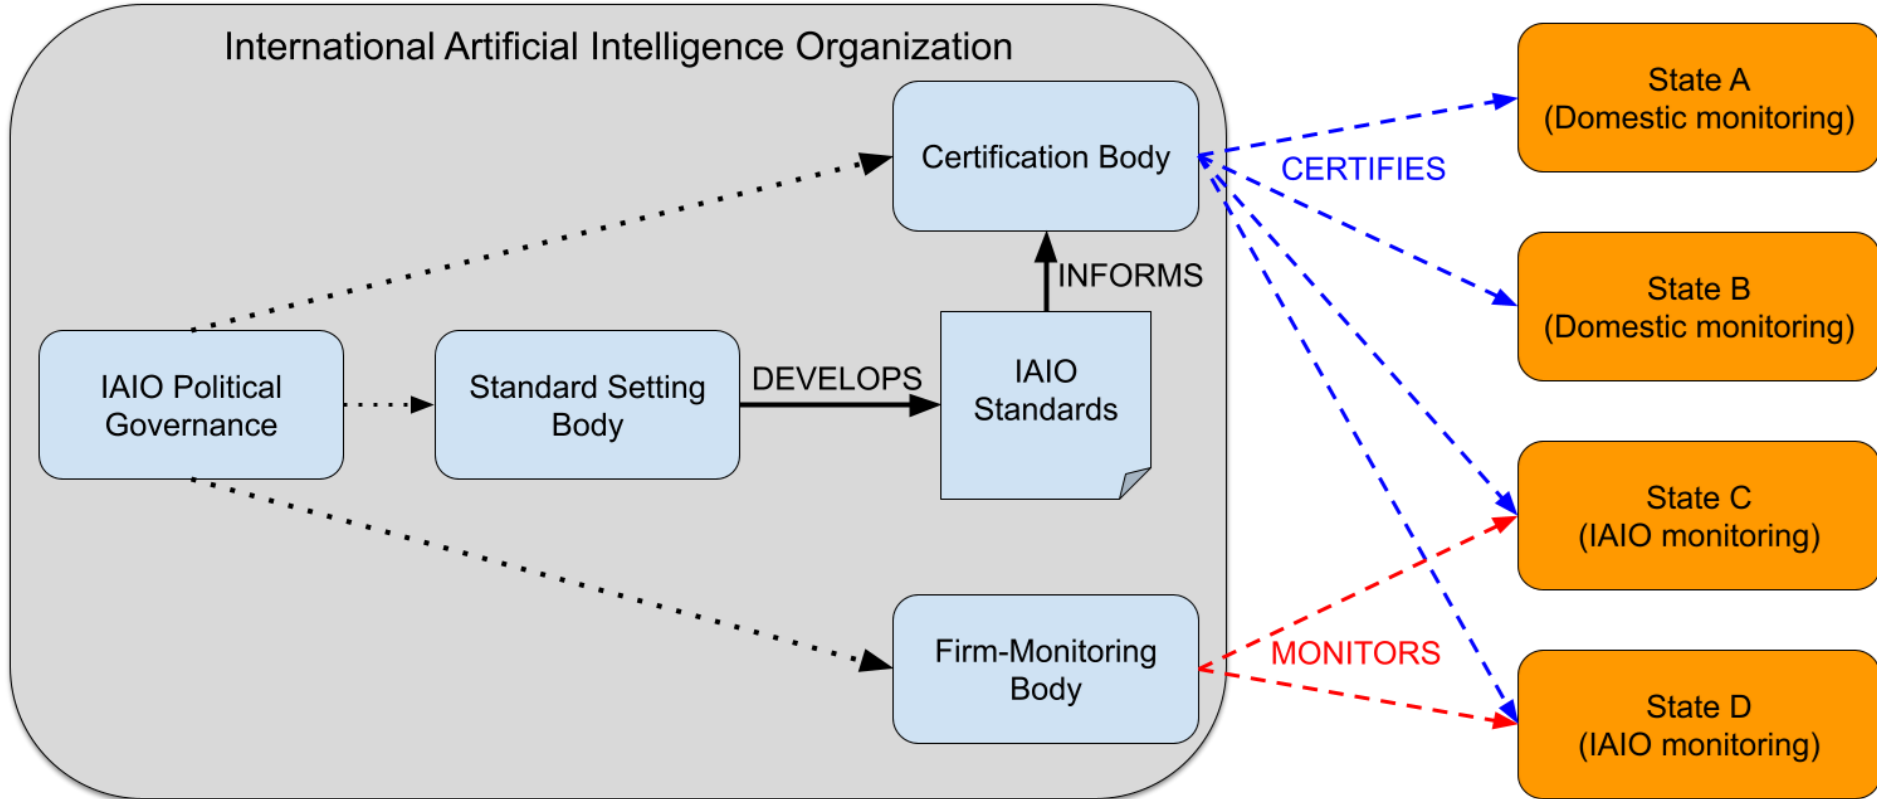 International Artificial Intelligence Organization
Certification Body
INFORMS
IAIO Political
Governance
Standard Setting
Body
DEVELOPS
IAIO
Standards
Firm-Monitoring
Body
CERTIFIES
MONITORS
State A
(Domestic monitoring)
State B
(Domestic monitoring)
State C
(IAIO monitoring)
State D
(IAIO monitoring)